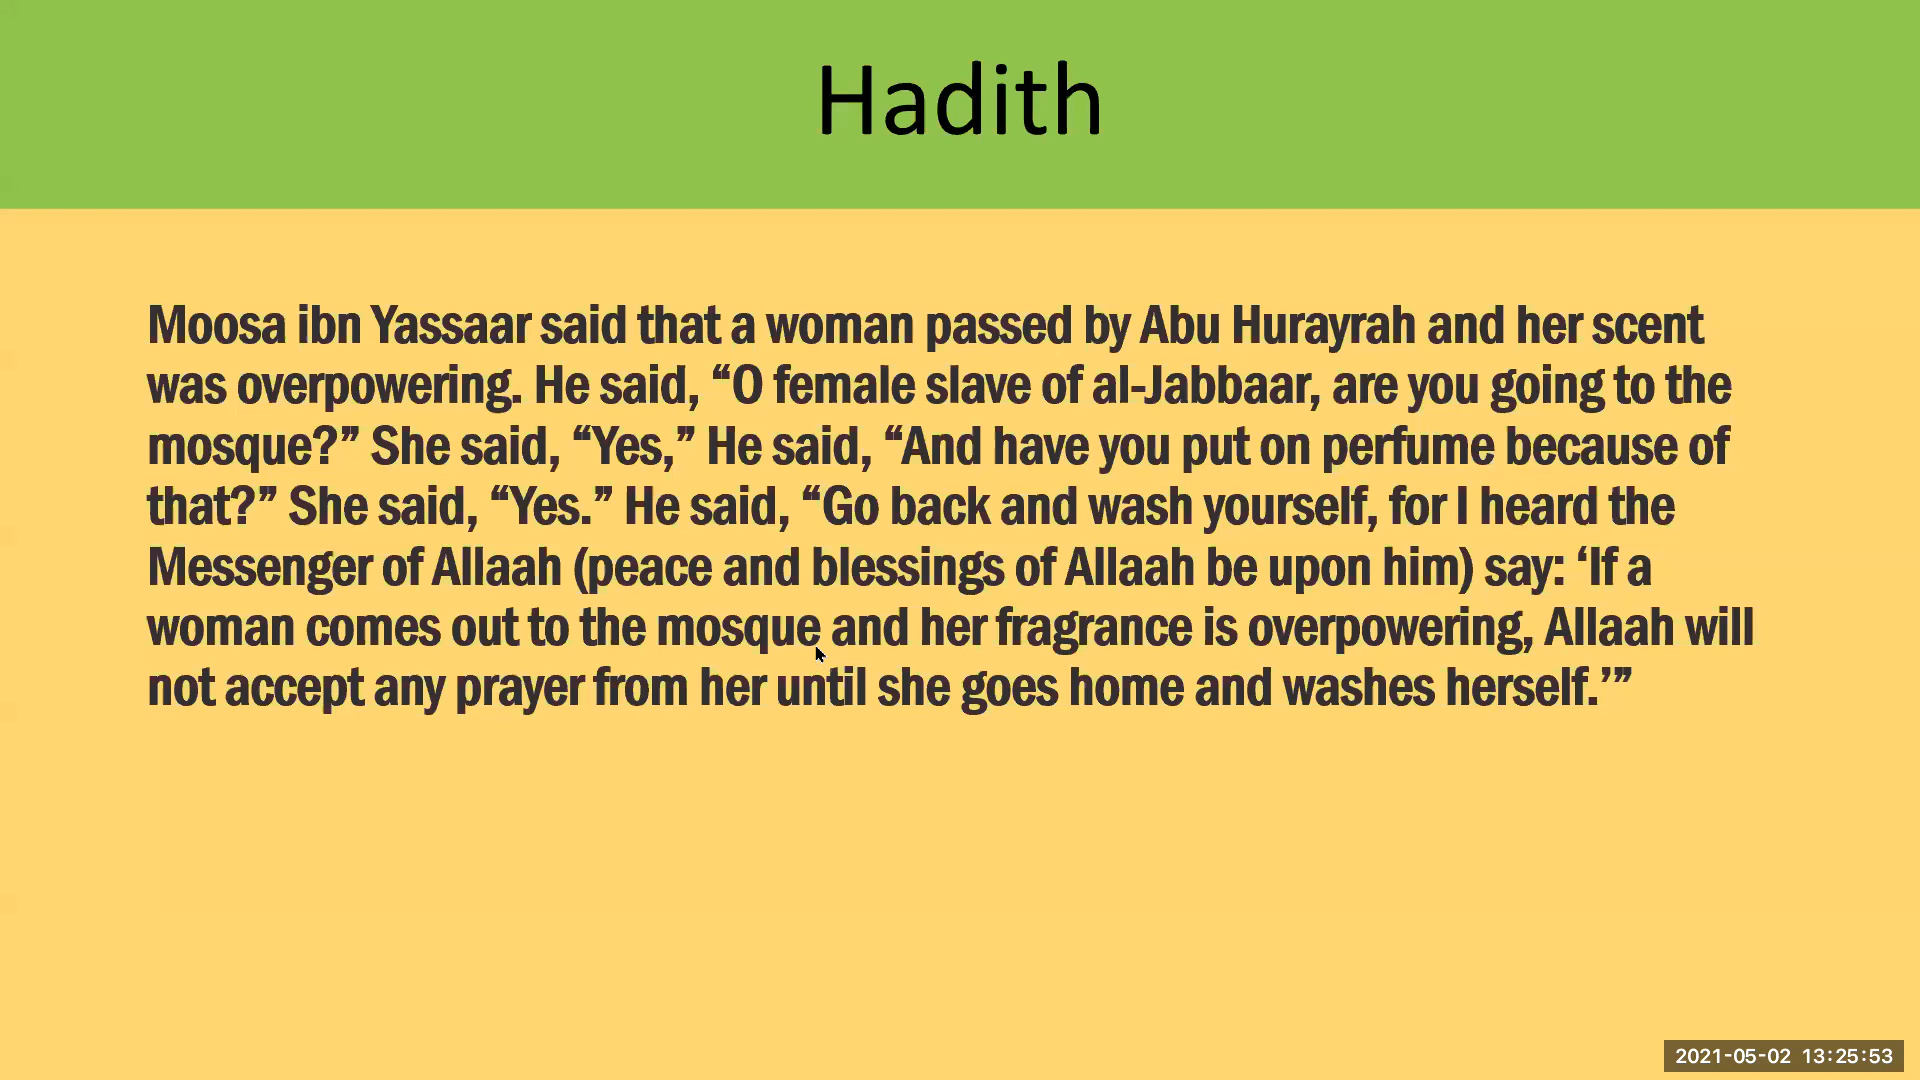 Hadith
Moosa ibn Yassaar said that a woman passed by Abu Hurayrah and her scent
was overpowering. He said, “O female slave of al-Jabbaar, are you going to the
mosque?” She said, “Yes,” He said, “And have you put on perfume because of
that?” She said, “Yes.” He said, “Go back and wash yourself, for I heard the
Messenger of Allaah (peace and blessings of Allaah be upon him) say: ‘If a
woman comes out to the mosque and her fragrance is overpowering, Allaah will
not accept any prayer from her until she goes home and washes herself.’”
2021-05-02 13:25:53